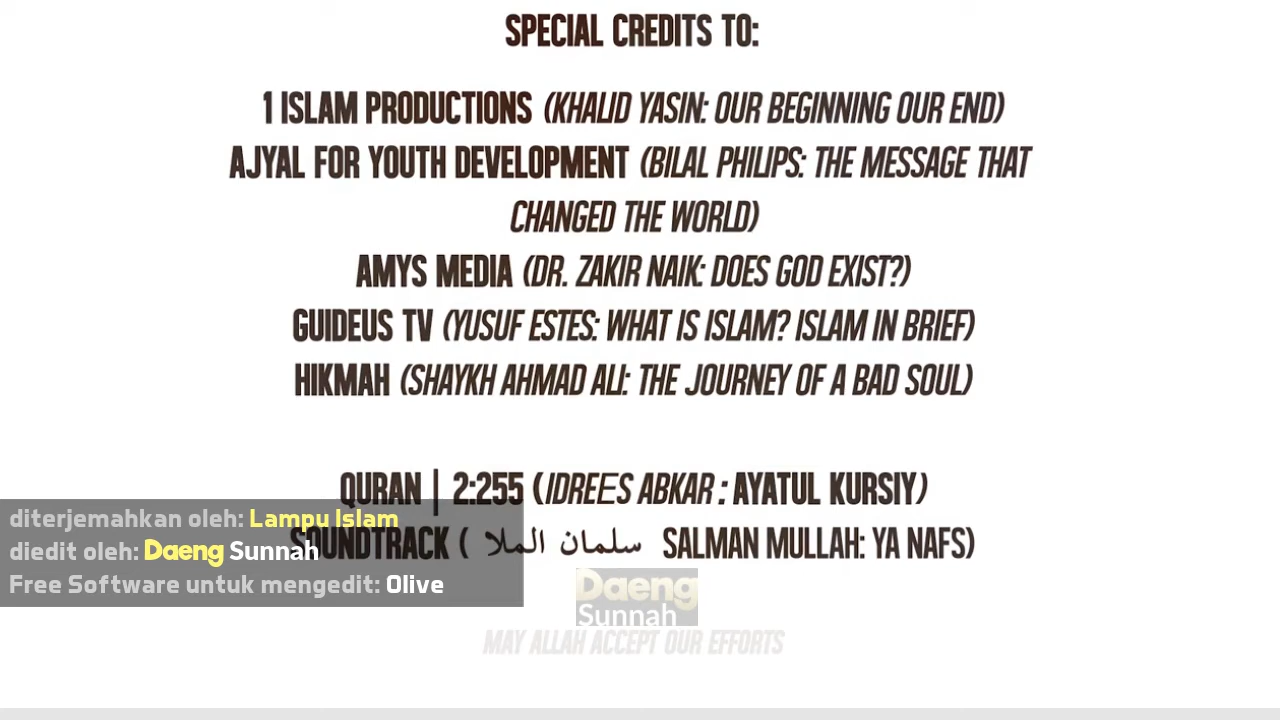 SPECIAL CREDITS TO:
1 ISLAM PRODUCTIONS (KHALID YASIN: OUR BEGINNING OUR END)
AJYAL FOR YOUTH DEVELOPMENT (BILAL PHILIPS: THE MESSAGE THAT
CHANGED THE WORLD)
AMYS MEDIA (DR. ZAKIR NAIK: DOES GOD EXIST?)
GUIDEUS TV (YUSUF ESTES: WHAT IS ISLAM? ISLAM IN BRIEF)
HIKMAH (SHAYKH AHMAD ALI: THE JOURNEY OF A BAD SOUL)
QURAN | 2:255 (IDREES ABKAR : AYATUL KURSIY)
SOUNDTRACK ( سلمان الملا SALMAN MULLAH: YA NAFS)
diterjemahkan oleh: Lampu Islam
diedit oleh: Daeng Sunnah
Free Software untuk mengedit: Olive
Daeng
Sunnah
MAY ALLAH ACCEPT OUR EFFORTS